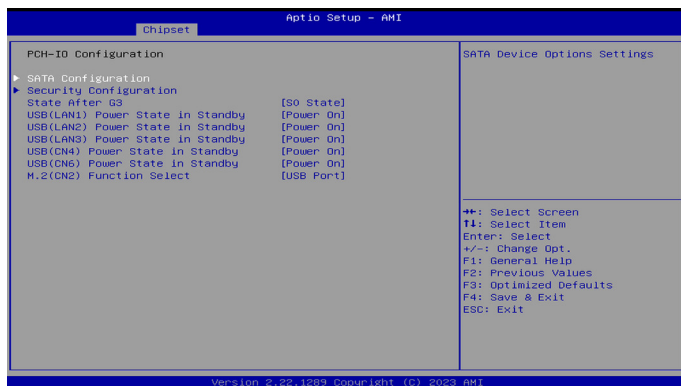 Aptio Setup – AMI
Chipset
PCH-IO Configuration
SATA Configuration
Security Configuration
State After G3 [S0 State]
USB(LAN1) Power State in Standby [Power On]
USB(LAN2) Power State in Standby [Power On]
USB(LAN3) Power State in Standby [Power On]
USB(CN4) Power State in Standby [Power On]
USB(CN6) Power State in Standby [Power On]
M.2(CN2) Function Select [USB Port]
SATA Device Options Settings
→←: Select Screen
↑↓: Select Item
Enter: Select
+/-: Change Opt.
F1: General Help
F2: Previous Values
F3: Optimized Defaults
F4: Save & Exit
ESC: Exit
Version 2.22.1289 Copyright (C) 2023 AMI